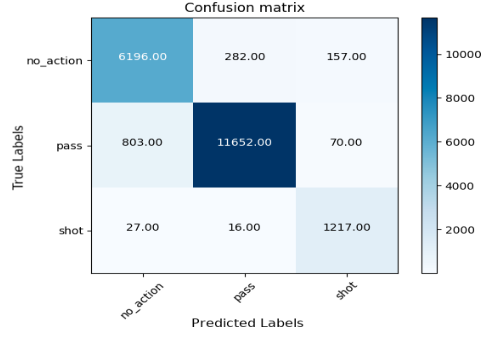 Confusion matrix
no_action
6196.00 282.00 157.00
pass
803.00 11652.00 70.00
shot
27.00 16.00 1217.00
True Labels
no_action pass shot
Predicted Labels
10000
8000
6000
4000
2000